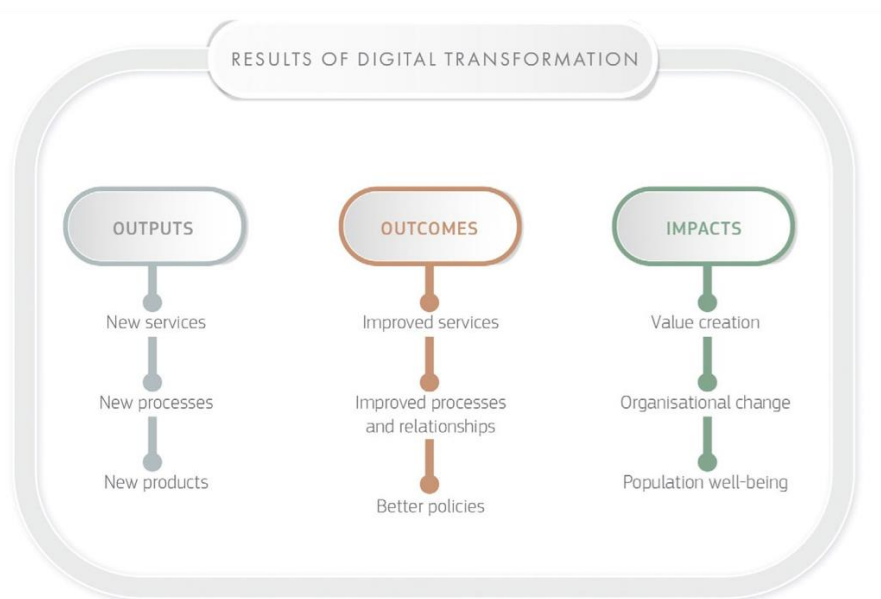 RESULTS OF DIGITAL TRANSFORMATION
OUTPUTS
New services
New processes
New products
OUTCOMES
Improved services
Improved processes
and relationships
Better policies
IMPACTS
Value creation
Organisational change
Population well-being